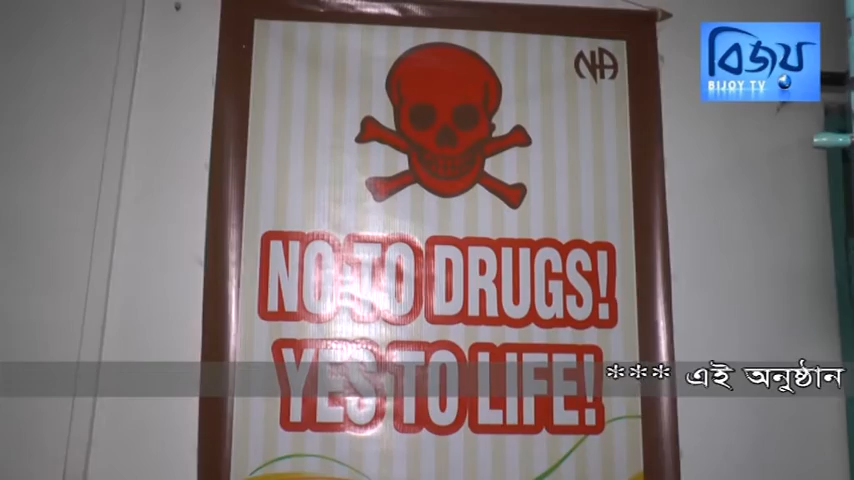 NA
বিজয়
BIJOY TV
NO TO DRUGS!
YES TO LIFE!
*** এই অনুষ্ঠান